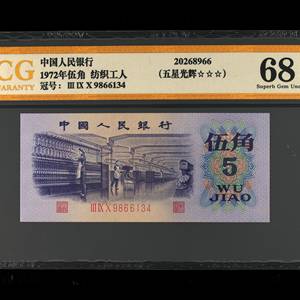 CG
WARRANTY
中国人民银行
1972年伍角 纺织工人
冠号: Ⅲ Ⅸ Ⅹ 9866134
20268966
(五星光辉☆☆☆)
68
Superb Gem Unc
中国人民银行
伍角
5
WU
JIAO
Ⅲ Ⅸ Ⅹ 9866134